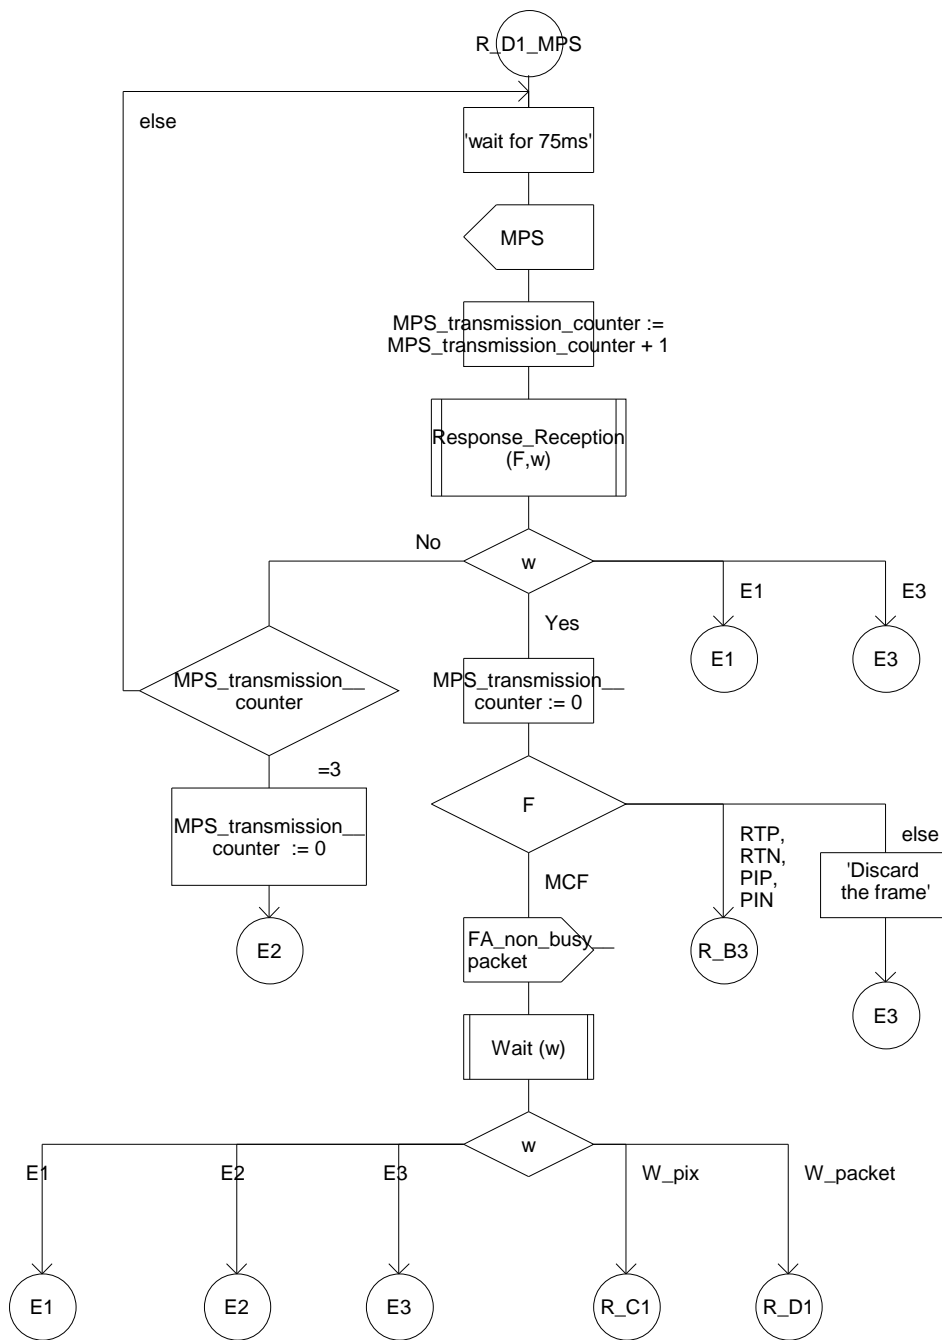 R_D1_MPS
else
'wait for 75ms'
MPS
MPS_transmission_counter :=
MPS_transmission_counter + 1
Response_Reception
(F,w)
No
w
E1
E3
Yes
E1
E3
MPS_transmission__
counter
MPS_transmission__
counter := 0
=3
MPS_transmission__
counter := 0
F
RTP,
RTN,
PIP,
PIN
else
'Discard
the frame'
MCF
E2
FA_non_busy__
packet
R_B3
E3
Wait (w)
w
E1
E2
E3
W_pix
W_packet
E1
E2
E3
R_C1
R_D1